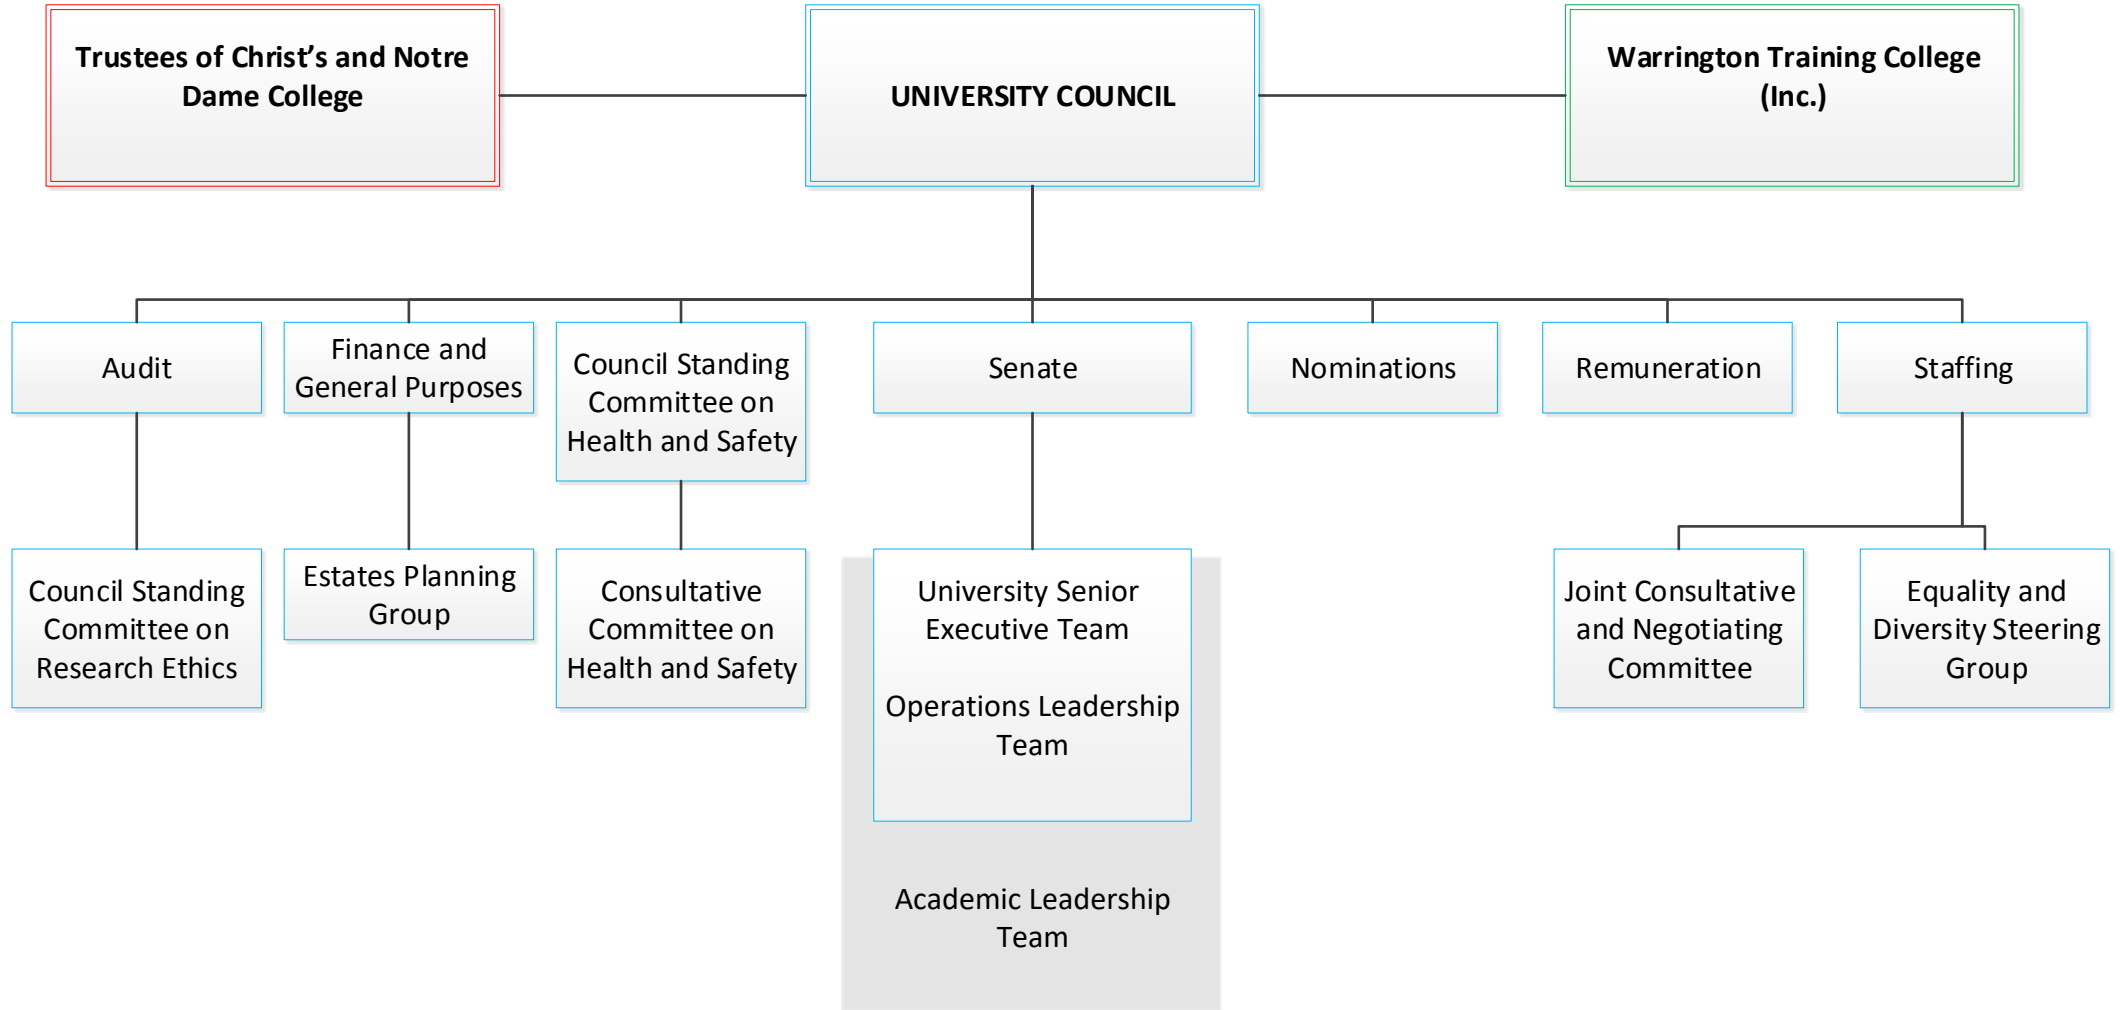 Trustees of Christ’s and Notre
Dame College
UNIVERSITY COUNCIL
Warrington Training College
(Inc.)
Audit
Finance and
General Purposes
Council Standing
Committee on
Health and Safety
Senate
Nominations
Remuneration
Staffing
Council Standing
Committee on
Research Ethics
Estates Planning
Group
Consultative
Committee on
Health and Safety
University Senior
Executive Team
Operations Leadership
Team
Academic Leadership
Team
Joint Consultative
and Negotiating
Committee
Equality and
Diversity Steering
Group